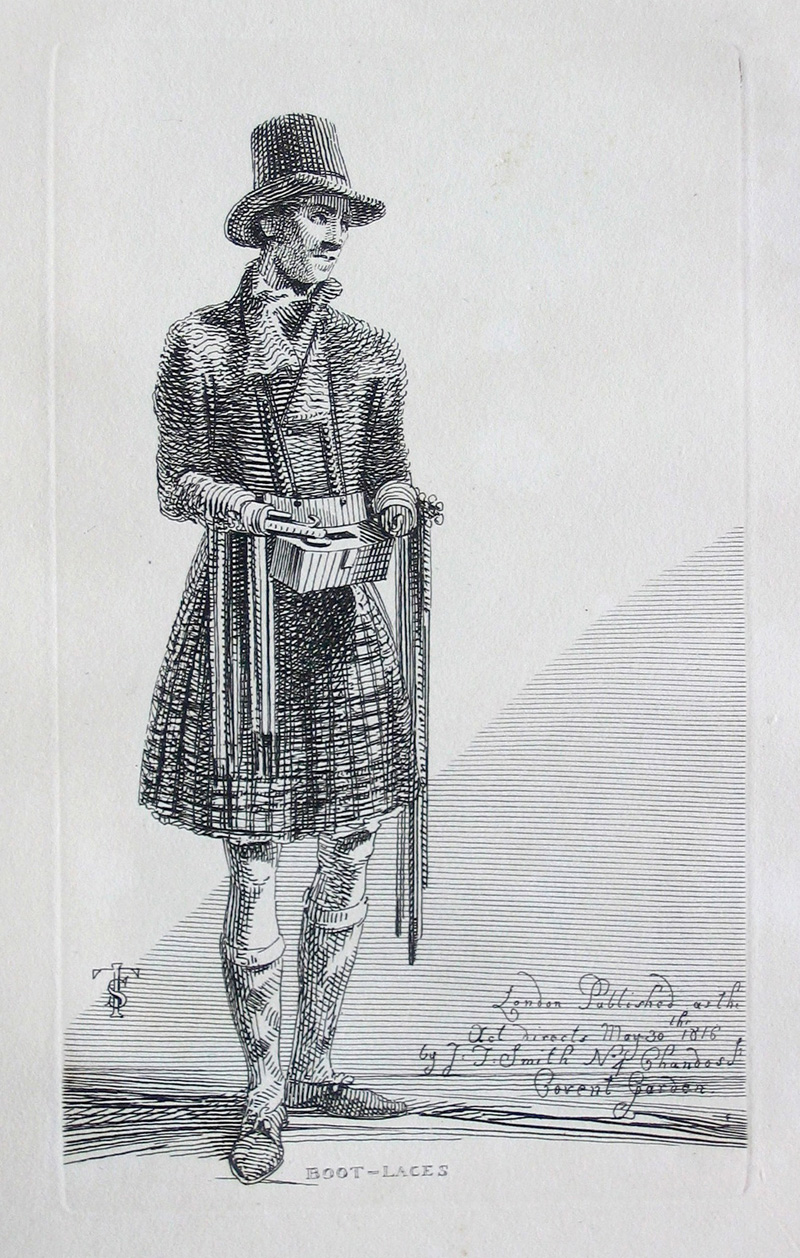 London Published as the
Act directs May 30th 1816
by J. T. Smith No. 4 Chandos St
Covent Garden
BOOT-LACES